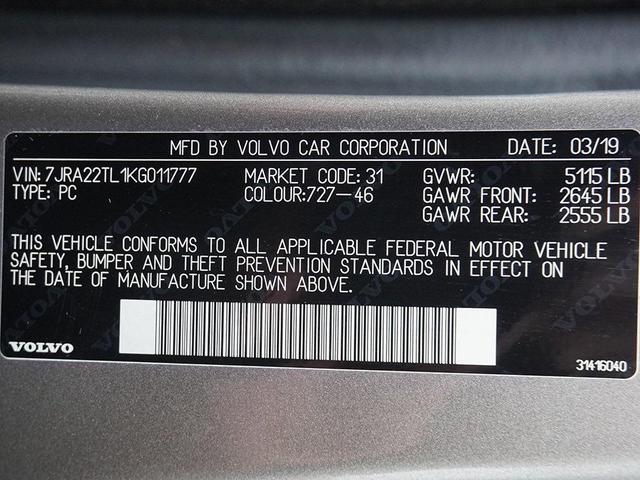 MFD BY VOLVO CAR CORPORATION DATE: 03/19
VIN: 7JRA22TL1KG011777 MARKET CODE: 31 GVWR: 5115 LB
TYPE: PC COLOUR:727-46 GAWR FRONT: 2645 LB
GAWR REAR: 2555 LB
THIS VEHICLE CONFORMS TO ALL APPLICABLE FEDERAL MOTOR VEHICLE
SAFETY, BUMPER AND THEFT PREVENTION STANDARDS IN EFFECT ON
THE DATE OF MANUFACTURE SHOWN ABOVE.
VOLVO 31416040